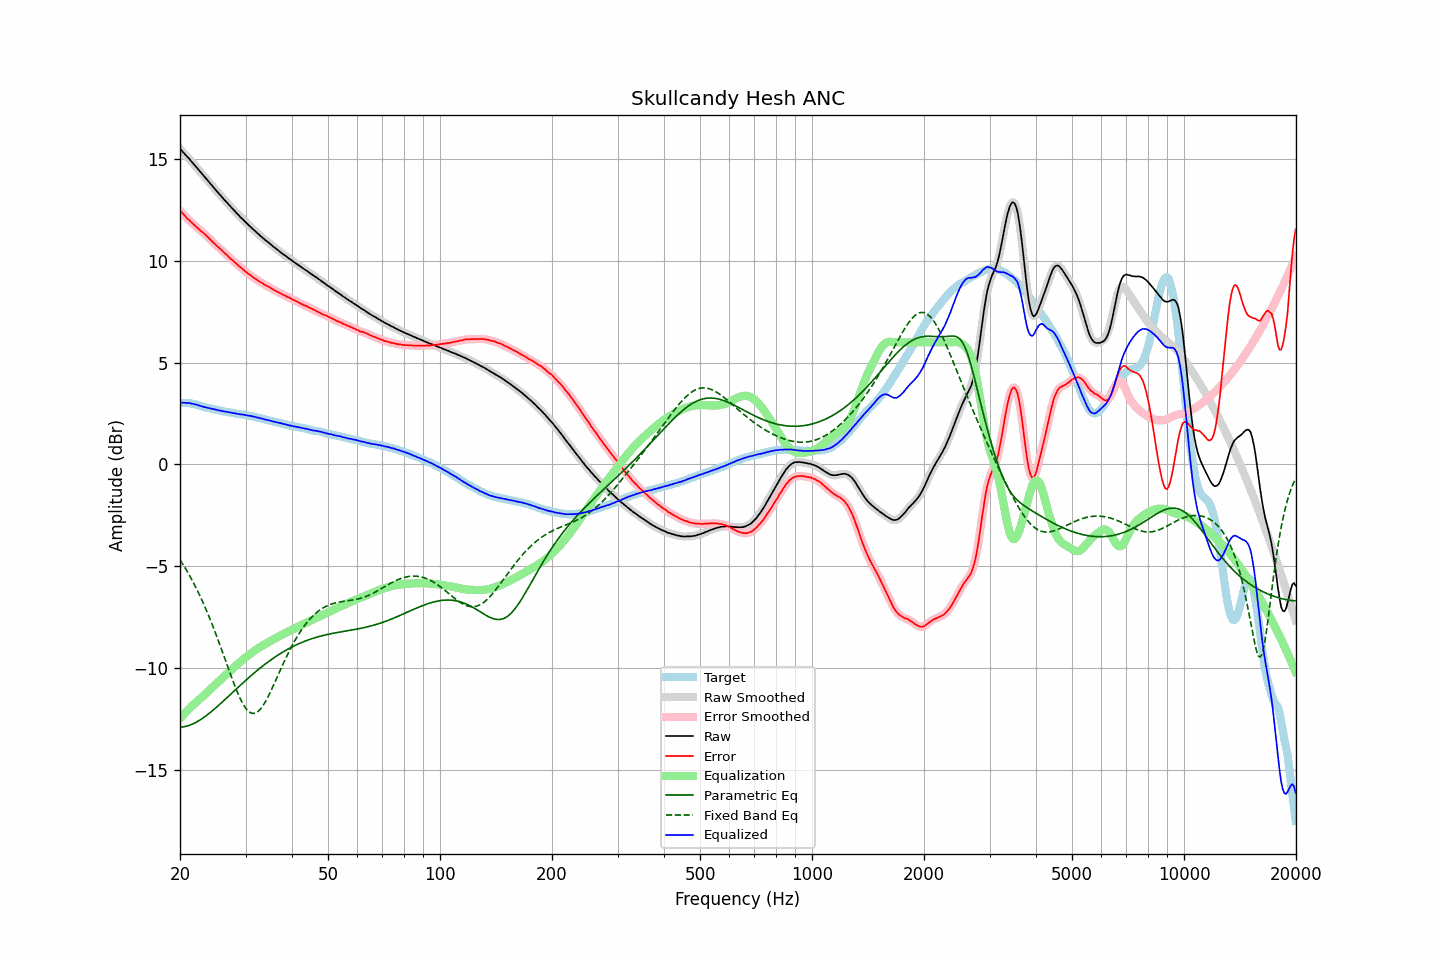 Skullcandy Hesh ANC
Amplitude (dBr)
15
10
5
0
−5
−10
−15
Target
Raw Smoothed
Error Smoothed
Raw
Error
Equalization
Parametric Eq
Fixed Band Eq
Equalized
20 50 100 200 500 1000 2000 5000 10000 20000
Frequency (Hz)